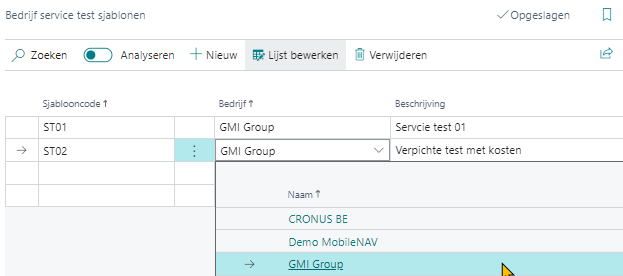 Bedrijf service test sjablonen Opgeslagen
Zoeken Analyseren Nieuw Lijst bewerken Verwijderen
Sjablooncode ↑ Bedrijf ↑ Beschrijving
ST01 GMI Group Servcie test 01
ST02 GMI Group Verpichte test met kosten
Naam ↑
CRONUS BE
Demo MobileNAV
GMI Group